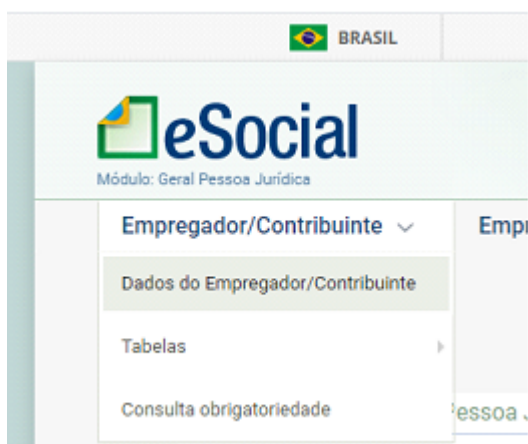 BRASIL
eSocial
Módulo: Geral Pessoa Jurídica
Empregador/Contribuinte
Dados do Empregador/Contribuinte
Tabelas
Consulta obrigatoriedade